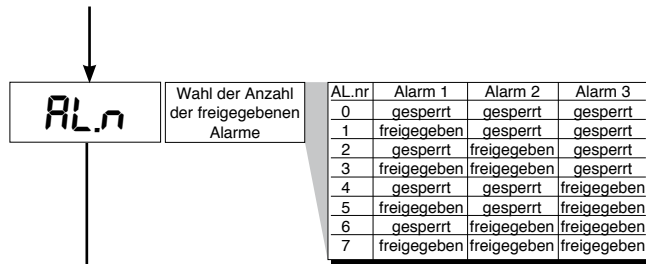 AL.n
Wahl der Anzahl
der freigegebenen
Alarme
AL.nr Alarm 1 Alarm 2 Alarm 3
0 gesperrt gesperrt gesperrt
1 freigegeben gesperrt gesperrt
2 gesperrt freigegeben gesperrt
3 freigegeben freigegeben gesperrt
4 gesperrt gesperrt freigegeben
5 freigegeben gesperrt freigegeben
6 gesperrt freigegeben freigegeben
7 freigegeben freigegeben freigegeben